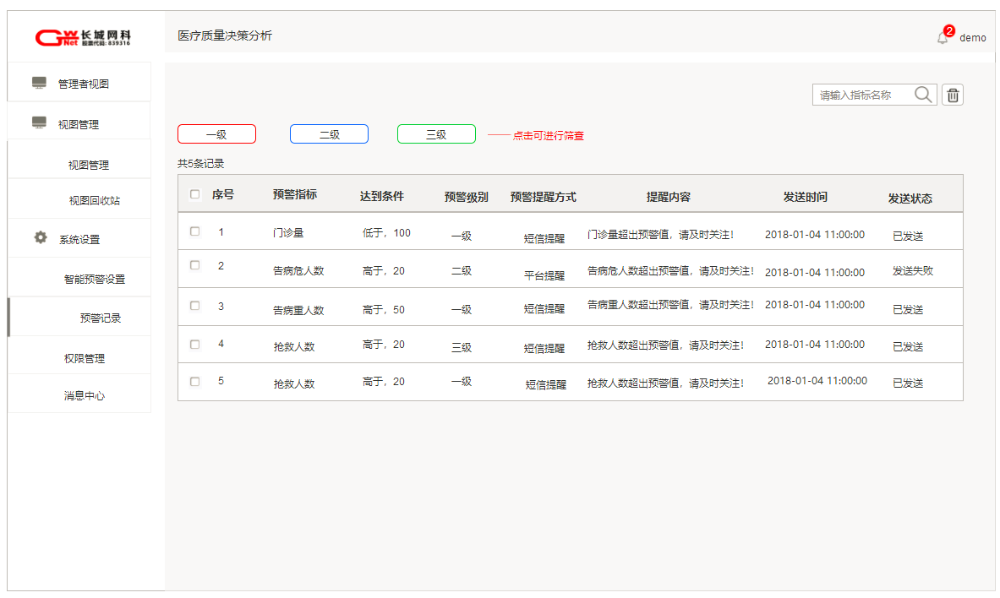 长城网科
GW Net 股票代码: 839316
医疗质量决策分析
2
demo
管理者视图
视图管理
视图管理
视图回收站
系统设置
智能预警设置
预警记录
权限管理
消息中心
请输入指标名称
一级 二级 三级 点击可进行筛查
共5条记录
序号 预警指标 达到条件 预警级别 预警提醒方式 提醒内容 发送时间 发送状态
1 门诊量 低于，100 一级 短信提醒 门诊量超出预警值，请及时关注！ 2018-01-04 11:00:00 已发送
2 告病危人数 高于，20 二级 平台提醒 告病危人数超出预警值，请及时关注！ 2018-01-04 11:00:00 发送失败
3 告病重人数 高于，50 一级 短信提醒 告病重人数超出预警值，请及时关注！ 2018-01-04 11:00:00 已发送
4 抢救人数 高于，20 三级 短信提醒 抢救人数超出预警值，请及时关注！ 2018-01-04 11:00:00 已发送
5 抢救人数 高于，20 一级 短信提醒 抢救人数超出预警值，请及时关注！ 2018-01-04 11:00:00 已发送